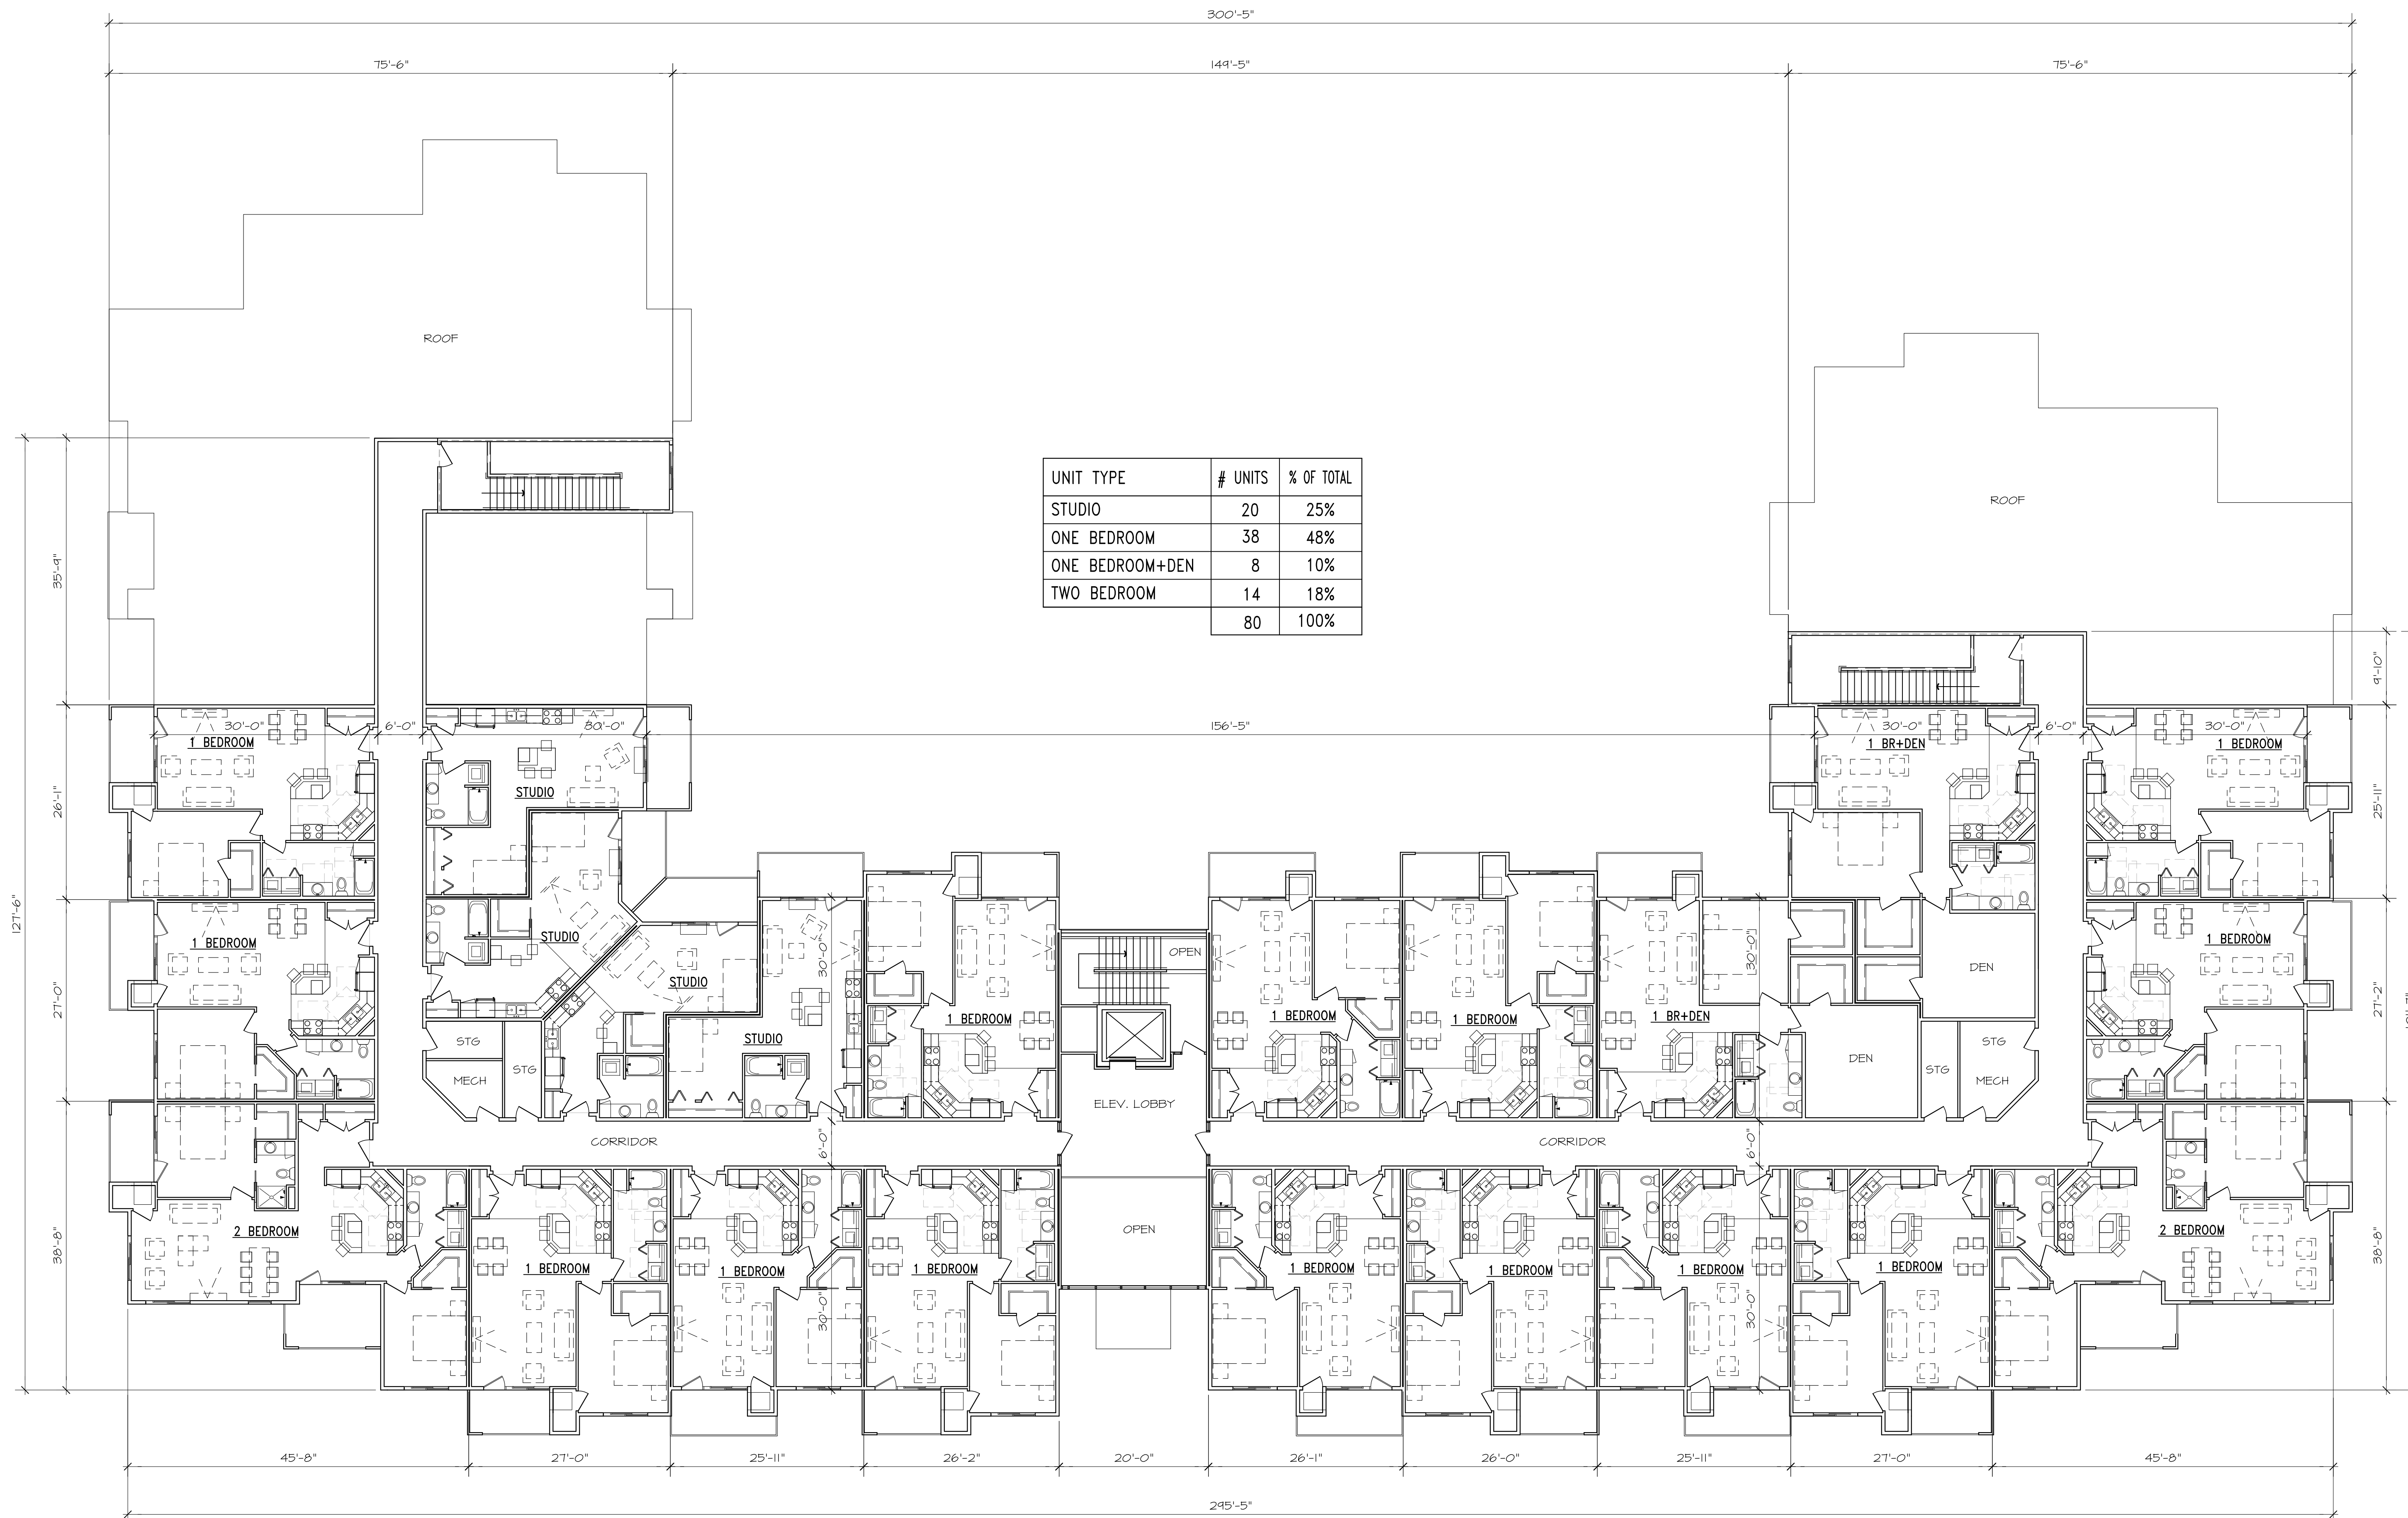 300'-5"
75'-6" 149'-5" 75'-6"
ROOF
ROOF
UNIT TYPE # UNITS % OF TOTAL
STUDIO 20 25%
ONE BEDROOM 38 48%
ONE BEDROOM+DEN 8 10%
TWO BEDROOM 14 18%
80 100%
35'-9"
9'-10"
30'-0" 6'-0" 30'-0" 156'-5" 30'-0" 6'-0" 30'-0"
1 BEDROOM
1 BR+DEN
1 BEDROOM
STUDIO
26'-1"
25'-11"
127'-6"
1 BEDROOM
STUDIO
30'-0"
OPEN
30'-0"
1 BEDROOM
DEN
STUDIO
27'-0"
27'-2"
1 BEDROOM
1 BEDROOM
1 BEDROOM
1 BR+DEN
STUDIO
STG
STG
DEN
STG
STG
MECH
MECH
ELEV. LOBBY
CORRIDOR
6'-0"
CORRIDOR
6'-0"
2 BEDROOM
OPEN
2 BEDROOM
38'-8"
38'-8"
1 BEDROOM
1 BEDROOM
1 BEDROOM
1 BEDROOM
1 BEDROOM
1 BEDROOM
1 BEDROOM
30'-0"
30'-0"
45'-8" 27'-0" 25'-11" 26'-2" 20'-0" 26'-1" 26'-0" 25'-11" 27'-0" 45'-8"
295'-5"